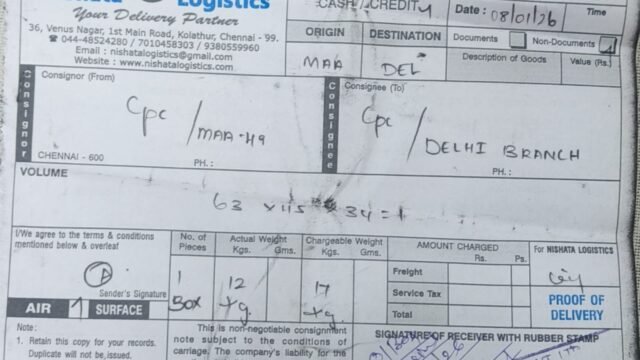 Logistics
Your Delivery Partner
36, Venus Nagar, 1st Main Road, Kolathur, Chennai - 99.
044-48524280 / 7010458303 / 9380559960
Email : nishatalogistics@gmail.com
Website : www.nishatalogistics.com
CASH / CREDIT
Date : 08/01/26
Time
ORIGIN
DESTINATION
Documents
Non-Documents
MAA
DEL
Description of Goods
Value (Rs.)
Consignor
Consignor (From)
Cpc / MAA-49
CHENNAI - 600
PH. :
Consignee
Consignee (To)
Cpc / DELHI BRANCH
PH. :
VOLUME
63 x 115 x 34 = 1
I/We agree to the terms & conditions
mentioned below & overleaf
Sender's Signature
AIR
SURFACE
No. of Pieces
Actual Weight
Kgs. Gms.
Chargeable Weight
Kgs. Gms.
1
12
17
Box
Kg.
Kg.
AMOUNT CHARGED
Rs. Ps.
Freight
Service Tax
Total
For NISHATA LOGISTICS
PROOF OF
DELIVERY
Note :
1. Retain this copy for your records.
Duplicate will not be issued.
This is non-negotiable consignment
note subject to the conditions of
carriage. The company's liability for the
SIGNATURE OF RECEIVER WITH RUBBER STAMP